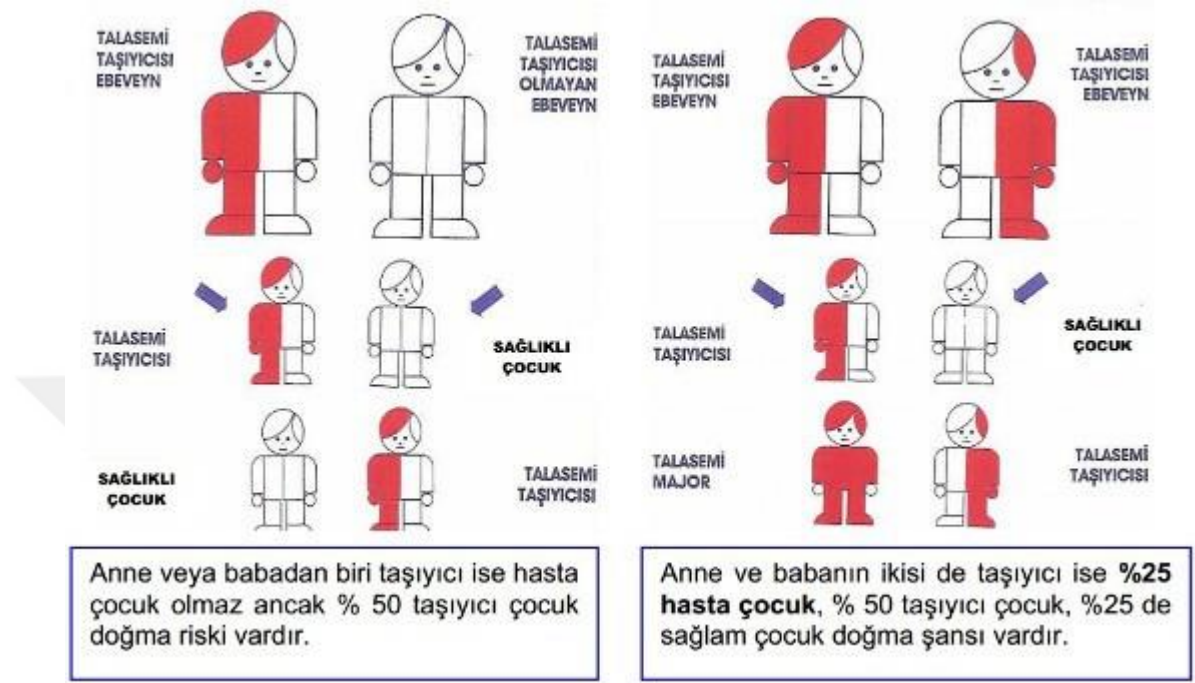 TALASEMİ
TAŞIYICISI
EBEVEYN
TALASEMİ
TAŞIYICISI
OLMAYAN
EBEVEYN
TALASEMİ
TAŞIYICISI
SAĞLIKLI
ÇOCUK
SAĞLIKLI
ÇOCUK
TALASEMİ
TAŞIYICISI
Anne veya babadan biri taşıyıcı ise hasta
çocuk olmaz ancak % 50 taşıyıcı çocuk
doğma riski vardır.
TALASEMİ
TAŞIYICISI
EBEVEYN
TALASEMİ
TAŞIYICISI
EBEVEYN
TALASEMİ
TAŞIYICISI
SAĞLIKLI
ÇOCUK
TALASEMİ
MAJOR
TALASEMİ
TAŞIYICISI
Anne ve babanın ikisi de taşıyıcı ise %25
hasta çocuk, % 50 taşıyıcı çocuk, %25 de
sağlam çocuk doğma şansı vardır.